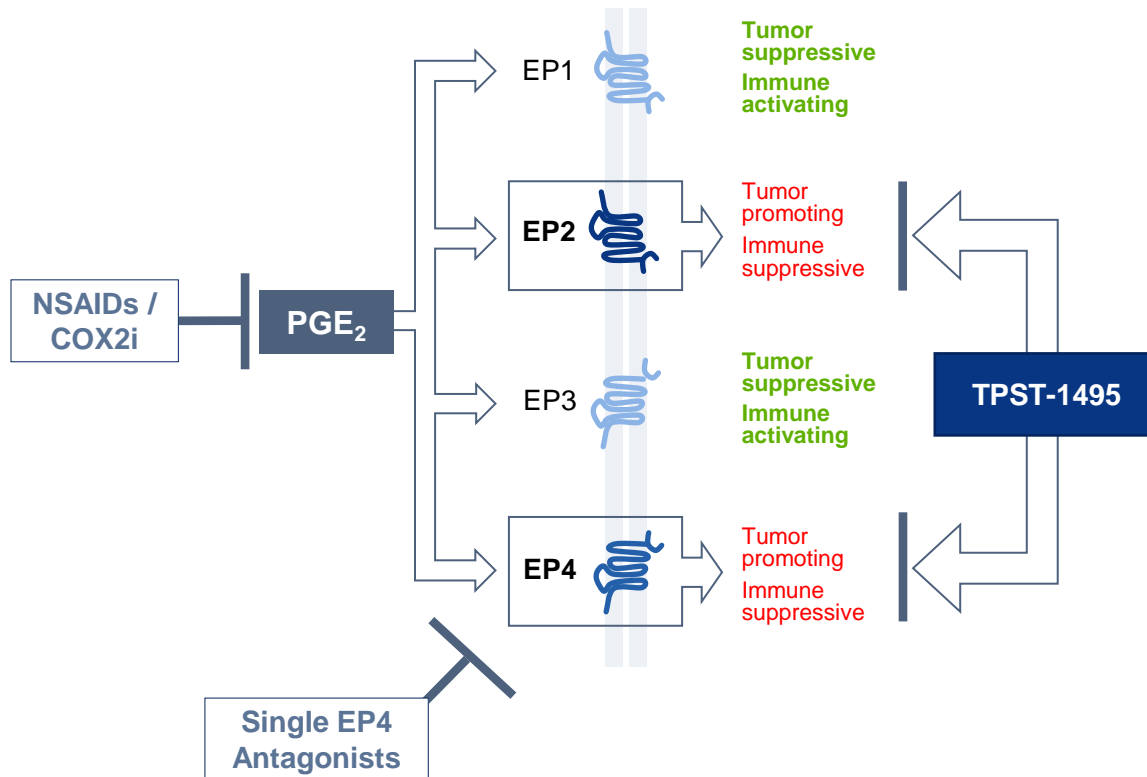 EP1
Tumor
suppressive
Immune
activating
EP2
Tumor
promoting
Immune
suppressive
NSAIDs /
COX2i
PGE₂
EP3
Tumor
suppressive
Immune
activating
TPST-1495
EP4
Tumor
promoting
Immune
suppressive
Single EP4
Antagonists